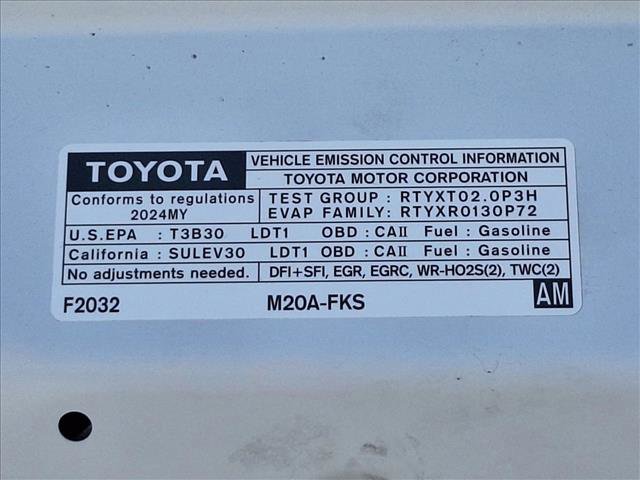 TOYOTA
VEHICLE EMISSION CONTROL INFORMATION
TOYOTA MOTOR CORPORATION
Conforms to regulations
2024MY
TEST GROUP : RTYXT02.0P3H
EVAP FAMILY: RTYXR0130P72
U.S.EPA : T3B30 LDT1 OBD : CAII Fuel : Gasoline
California : SULEV30 LDT1 OBD : CAII Fuel : Gasoline
No adjustments needed. DFI+SFI, EGR, EGRC, WR-HO2S(2), TWC(2)
F2032 M20A-FKS AM